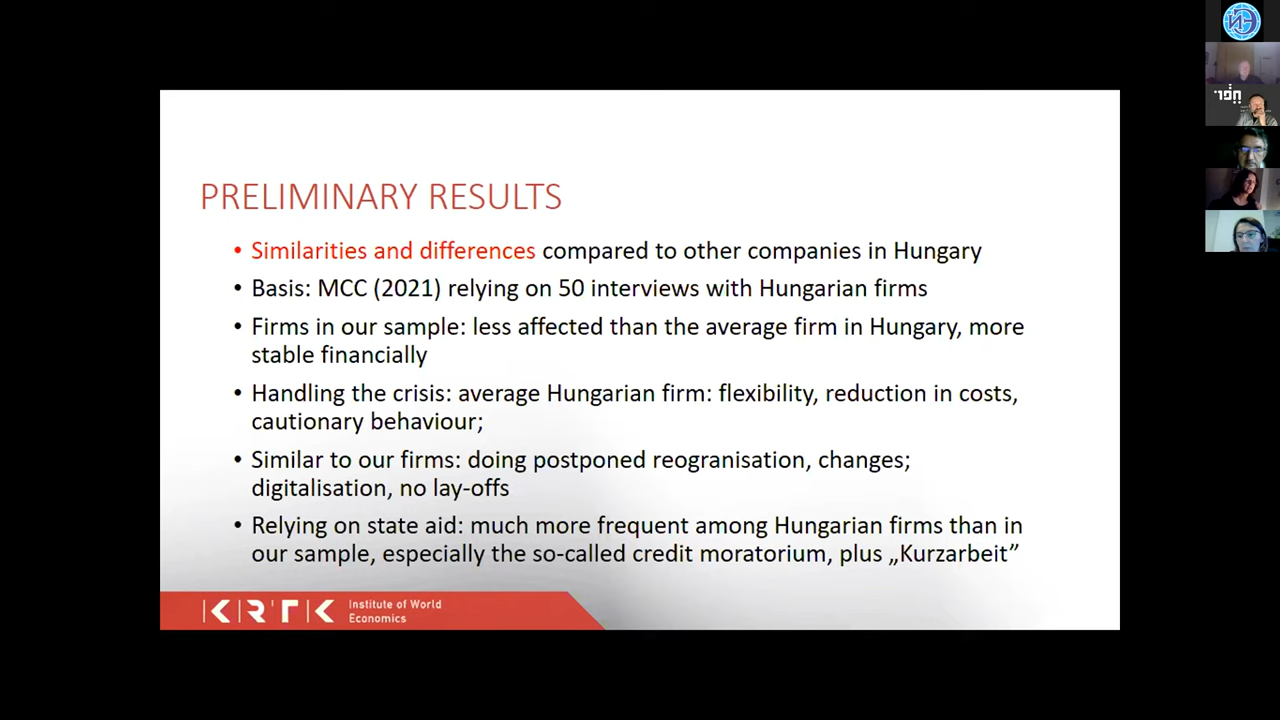 PRELIMINARY RESULTS
• Similarities and differences compared to other companies in Hungary
• Basis: MCC (2021) relying on 50 interviews with Hungarian firms
• Firms in our sample: less affected than the average firm in Hungary, more
stable financially
• Handling the crisis: average Hungarian firm: flexibility, reduction in costs,
cautionary behaviour;
• Similar to our firms: doing postponed reogranisation, changes;
digitalisation, no lay-offs
• Relying on state aid: much more frequent among Hungarian firms than in
our sample, especially the so-called credit moratorium, plus „Kurzarbeit”
KRTK
Institute of World
Economics